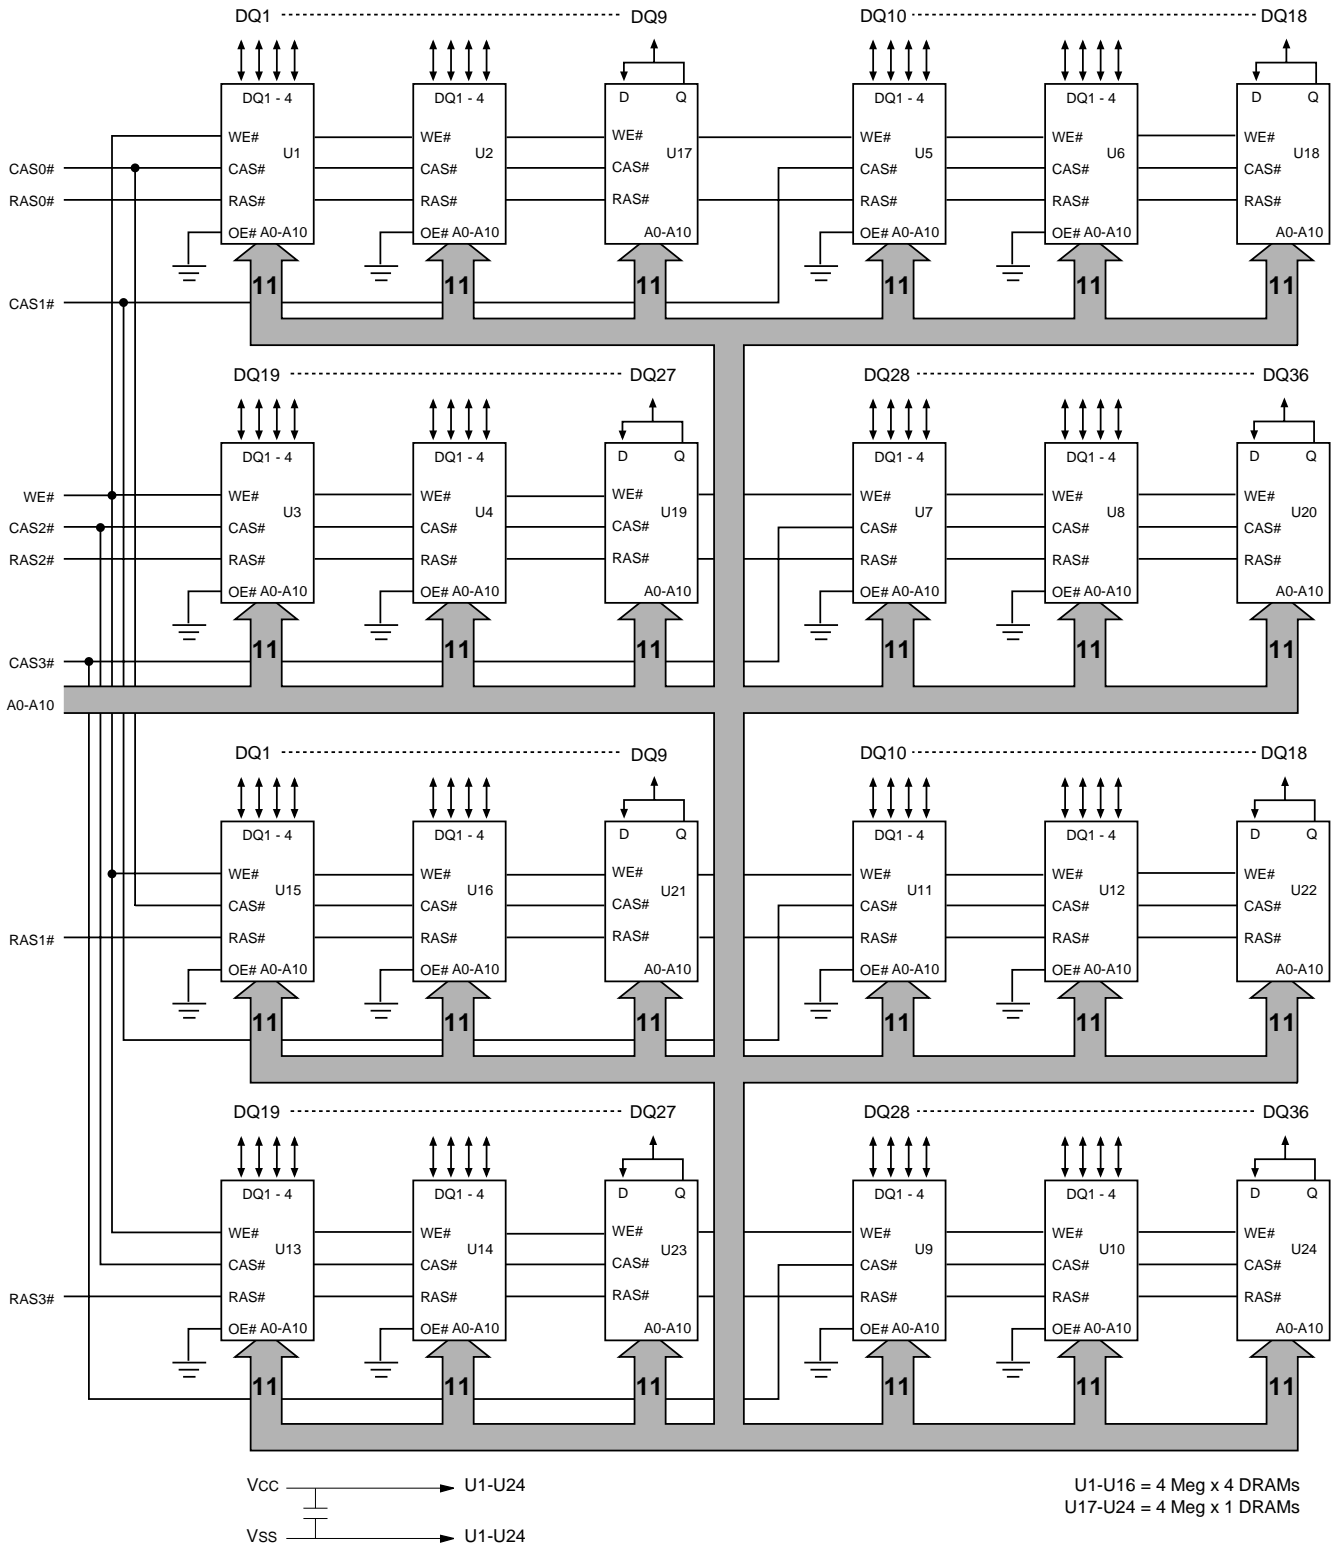 DQ1 DQ9 DQ10 DQ18
DQ1 - 4 DQ1 - 4 D Q DQ1 - 4 DQ1 - 4 D Q
WE# WE# WE# WE# WE# WE#
U1 U2 U17 U5 U6 U18
CAS0# CAS# CAS# CAS# CAS# CAS# CAS#
RAS0# RAS# RAS# RAS# RAS# RAS# RAS#
OE# A0-A10 OE# A0-A10 A0-A10 OE# A0-A10 OE# A0-A10 A0-A10
11 11 11 11 11 11
CAS1#
DQ19 DQ27 DQ28 DQ36
DQ1 - 4 DQ1 - 4 D Q DQ1 - 4 DQ1 - 4 D Q
WE# WE# WE# WE# WE# WE# WE#
U3 U4 U19 U7 U8 U20
CAS2# CAS# CAS# CAS# CAS# CAS# CAS#
RAS2# RAS# RAS# RAS# RAS# RAS# RAS#
OE# A0-A10 OE# A0-A10 A0-A10 OE# A0-A10 OE# A0-A10 A0-A10
11 11 11 11 11 11
CAS3#
A0-A10
DQ1 DQ9 DQ10 DQ18
DQ1 - 4 DQ1 - 4 D Q DQ1 - 4 DQ1 - 4 D Q
WE# WE# WE# WE# WE# WE#
U15 U16 U21 U11 U12 U22
CAS# CAS# CAS# CAS# CAS# CAS#
RAS1# RAS# RAS# RAS# RAS# RAS# RAS#
OE# A0-A10 OE# A0-A10 A0-A10 OE# A0-A10 OE# A0-A10 A0-A10
11 11 11 11 11 11
DQ19 DQ27 DQ28 DQ36
DQ1 - 4 DQ1 - 4 D Q DQ1 - 4 DQ1 - 4 D Q
WE# WE# WE# WE# WE# WE#
U13 U14 U23 U9 U10 U24
CAS# CAS# CAS# CAS# CAS# CAS#
RAS3# RAS# RAS# RAS# RAS# RAS# RAS#
OE# A0-A10 OE# A0-A10 A0-A10 OE# A0-A10 OE# A0-A10 A0-A10
11 11 11 11 11 11
Vcc U1-U24
Vss U1-U24
U1-U16 = 4 Meg x 4 DRAMs
U17-U24 = 4 Meg x 1 DRAMs